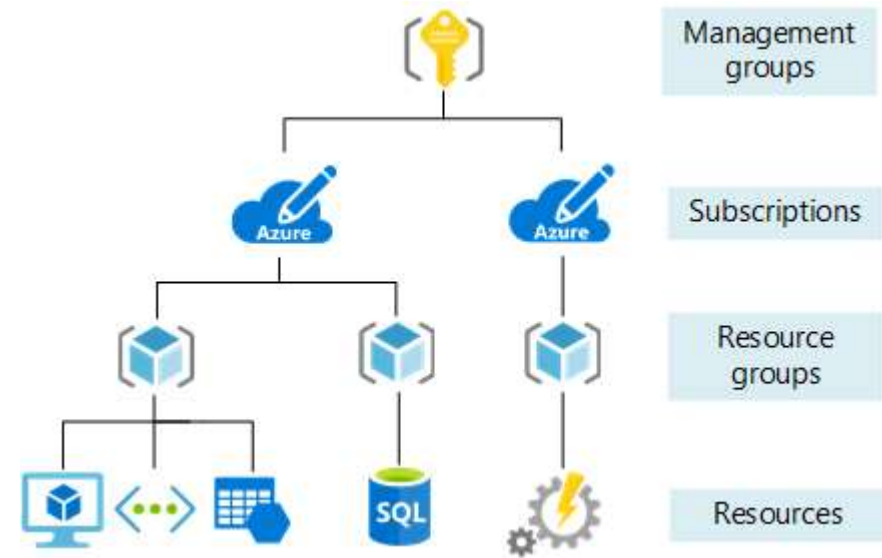 Management
groups
Azure
Azure
Subscriptions
Resource
groups
SQL
Resources